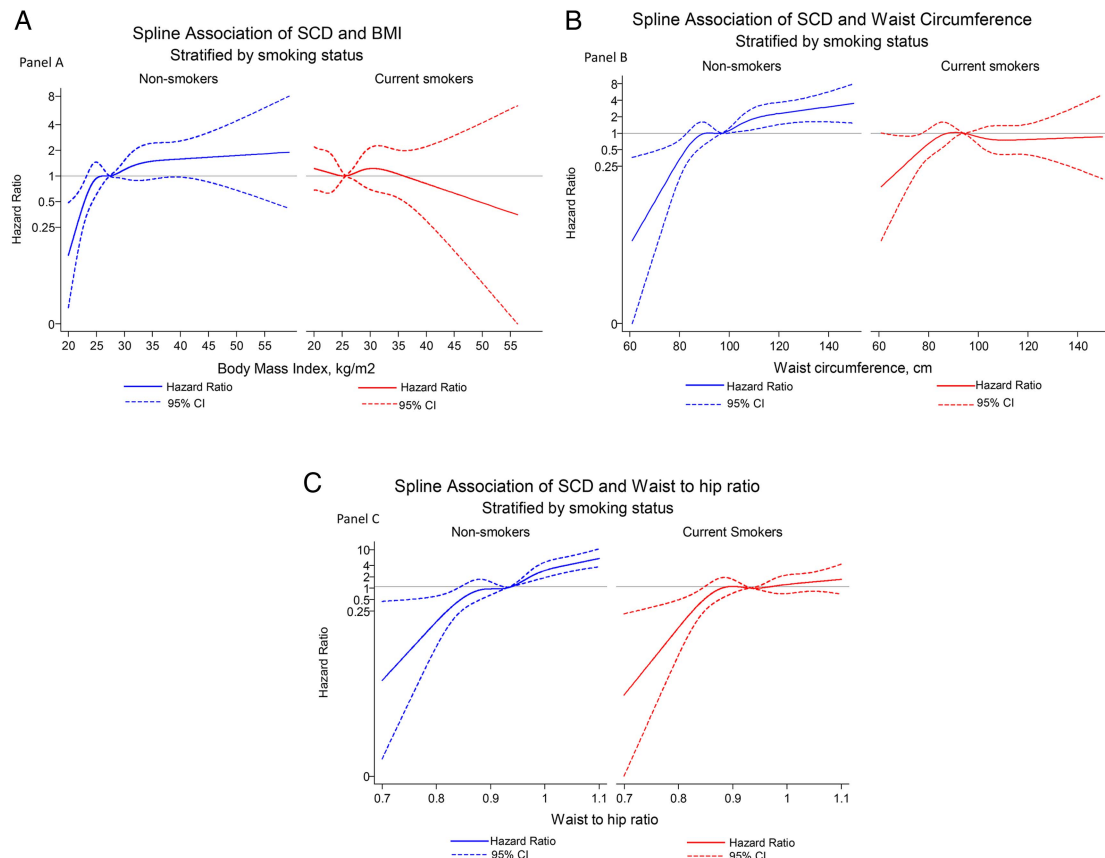 A
Spline Association of SCD and BMI
Stratified by smoking status
Panel A
Non-smokers
Current smokers
8
4
2
1
0.5
0.25
0
Hazard Ratio
20 25 30 35 40 45 50 55
20 25 30 35 40 45 50 55
Body Mass Index, kg/m2
Hazard Ratio
95% CI
Hazard Ratio
95% CI
B
Spline Association of SCD and Waist Circumference
Stratified by smoking status
Panel B
Non-smokers
Current smokers
8
4
2
1
0.5
0.25
0
Hazard Ratio
60 80 100 120 140
60 80 100 120 140
Waist circumference, cm
Hazard Ratio
95% CI
Hazard Ratio
95% CI
C
Spline Association of SCD and Waist to hip ratio
Stratified by smoking status
Panel C
Non-smokers
Current Smokers
10
4
2
1
0.5
0.25
0
Hazard Ratio
0.7 0.8 0.9 1 1.1
0.7 0.8 0.9 1 1.1
Waist to hip ratio
Hazard Ratio
95% CI
Hazard Ratio
95% CI